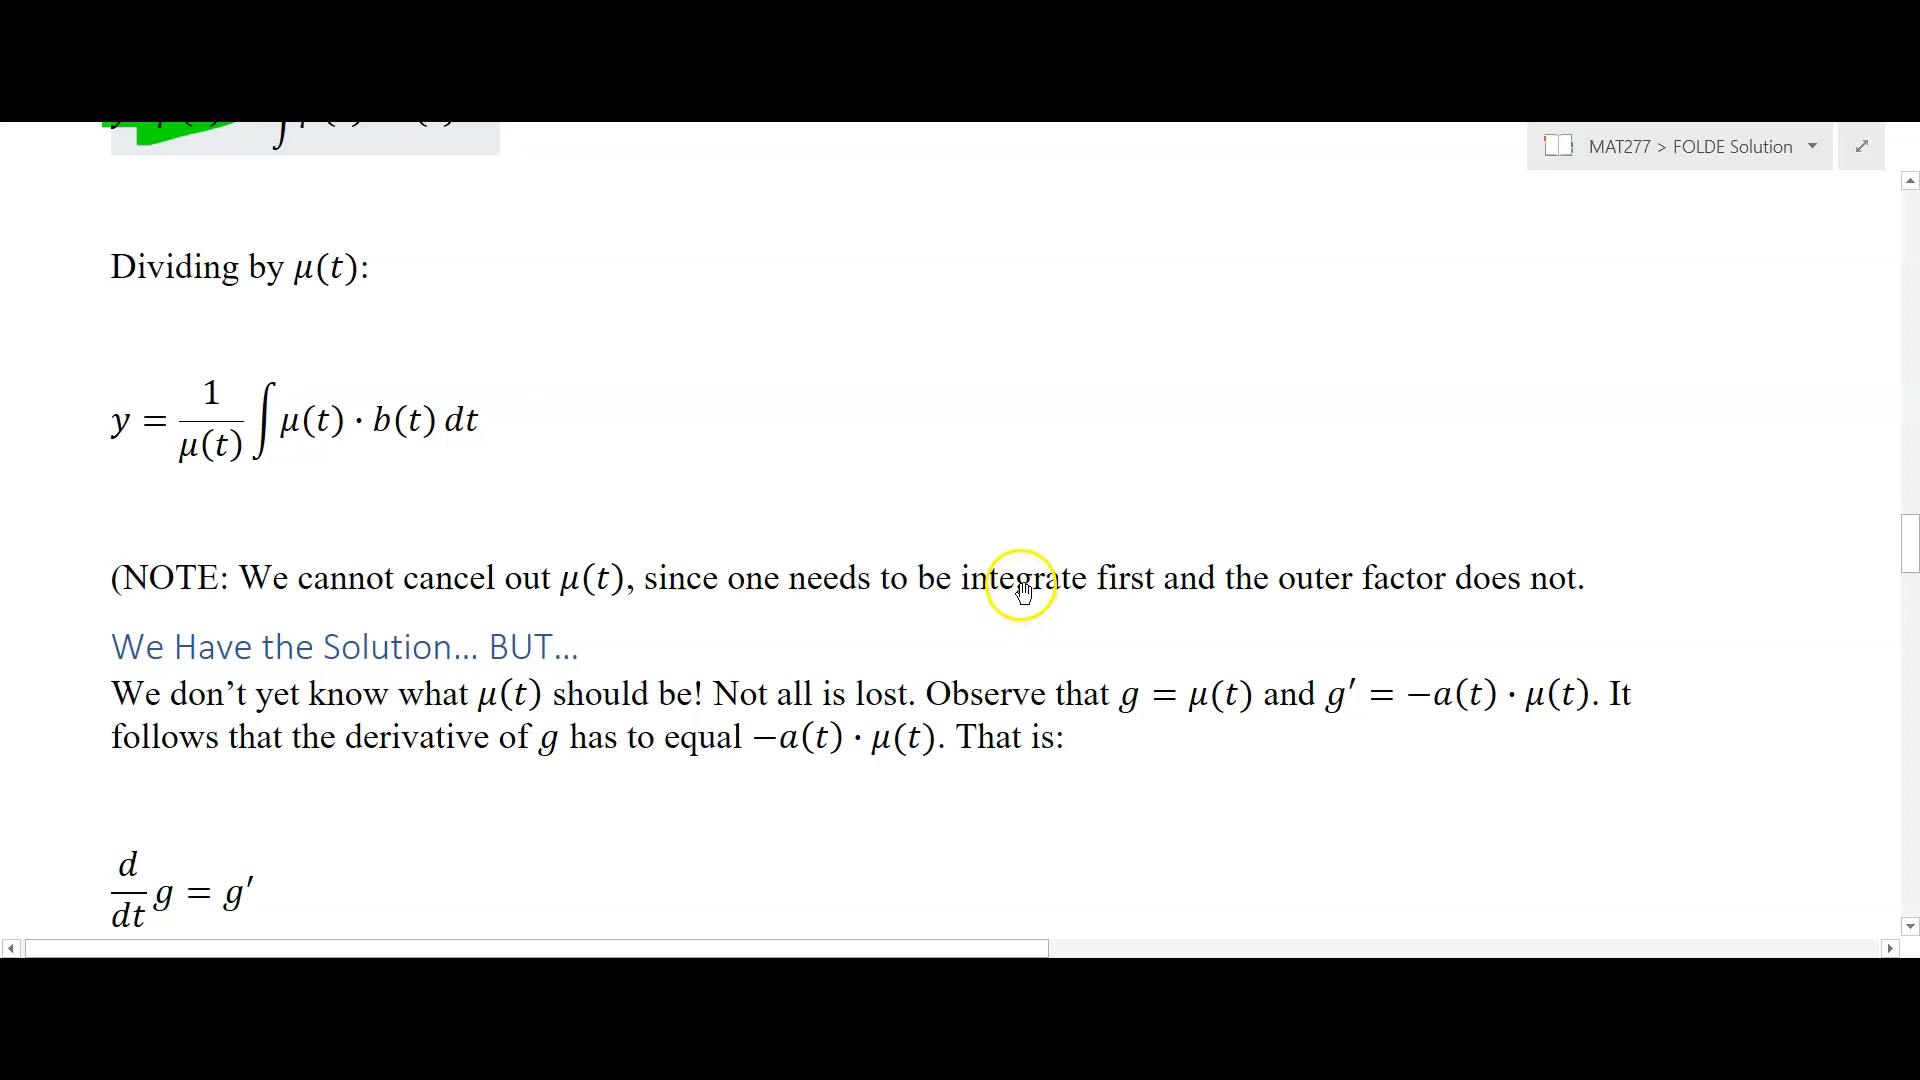 MAT277 > FOLDE Solution
Dividing by μ(t):
y = 1/μ(t) ∫ μ(t) · b(t) dt
(NOTE: We cannot cancel out μ(t), since one needs to be integrate first and the outer factor does not.
We Have the Solution... BUT...
We don’t yet know what μ(t) should be! Not all is lost. Observe that g = μ(t) and g′ = −a(t) · μ(t). It
follows that the derivative of g has to equal −a(t) · μ(t). That is:
d/dt g = g′